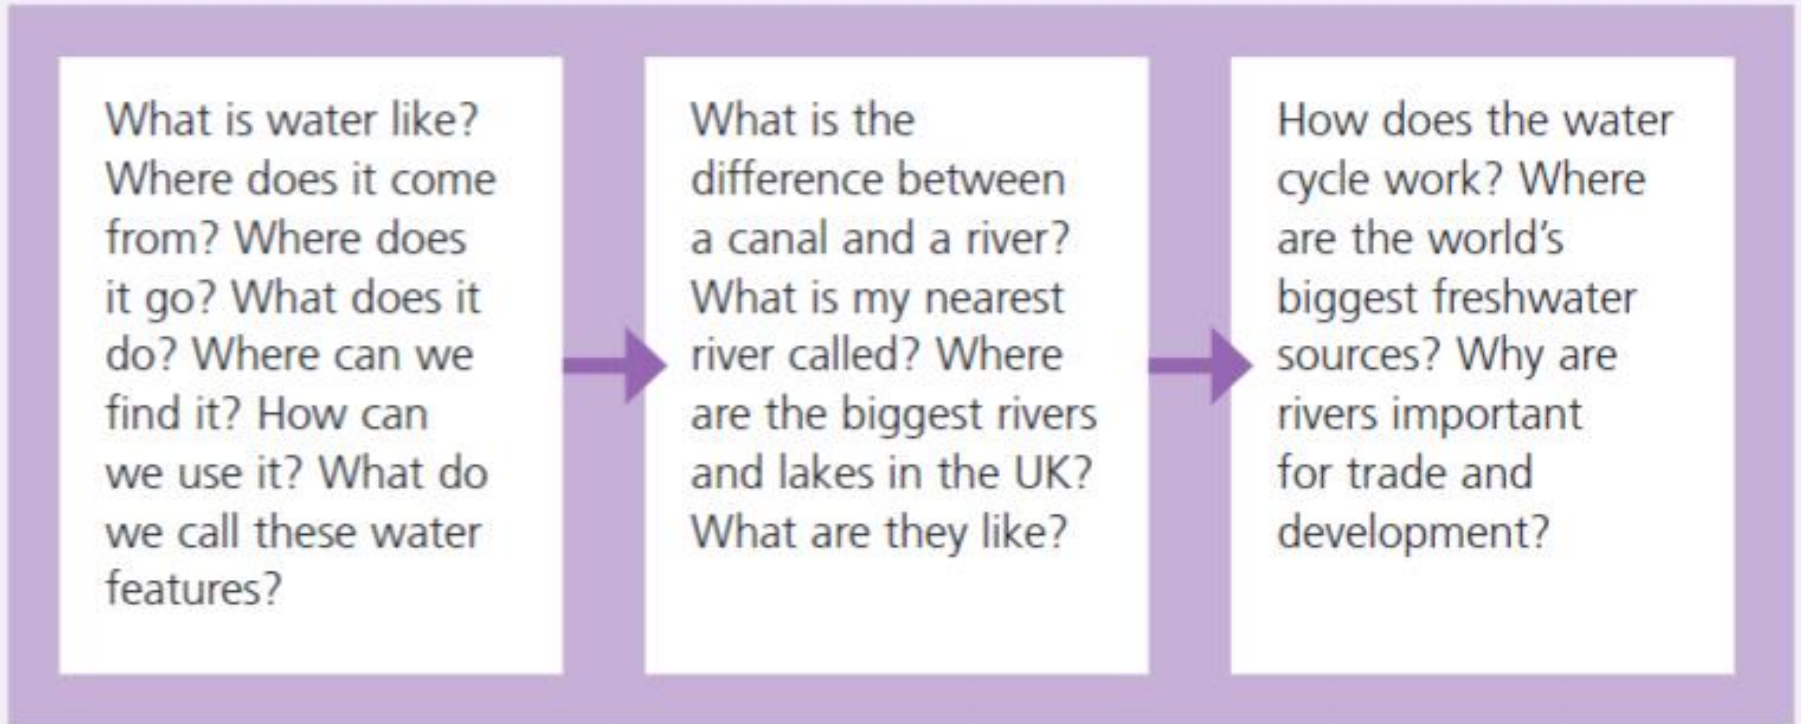 What is water like?
Where does it come
from? Where does
it go? What does it
do? Where can we
find it? How can
we use it? What do
we call these water
features?
What is the
difference between
a canal and a river?
What is my nearest
river called? Where
are the biggest rivers
and lakes in the UK?
What are they like?
How does the water
cycle work? Where
are the world's
biggest freshwater
sources? Why are
rivers important
for trade and
development?